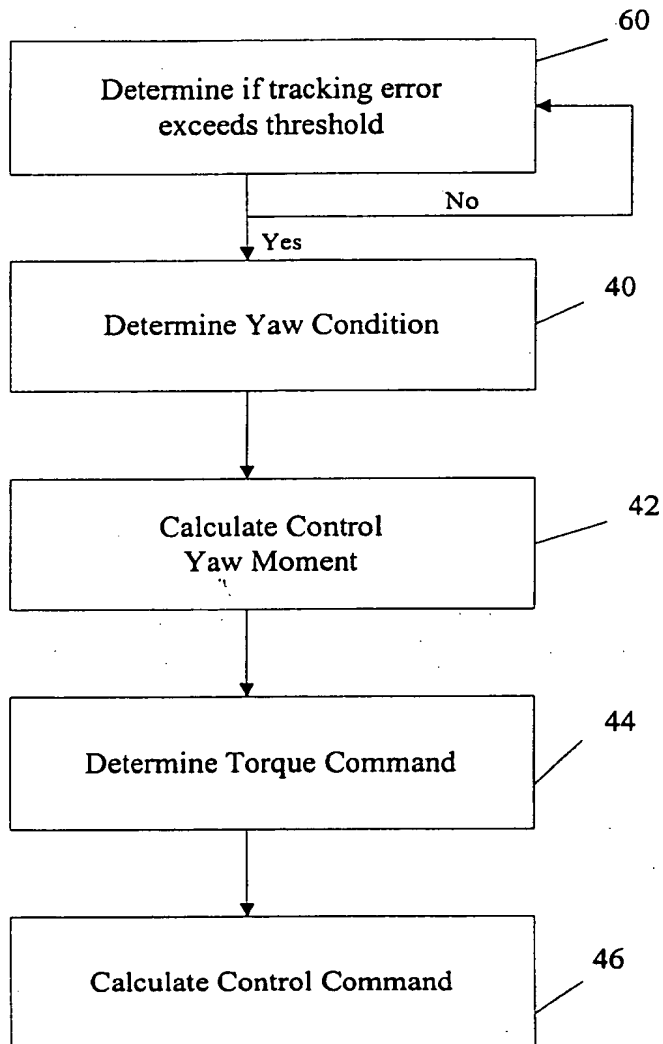 60
Determine if tracking error
exceeds threshold
No
Yes
40
Determine Yaw Condition
42
Calculate Control
Yaw Moment
44
Determine Torque Command
46
Calculate Control Command